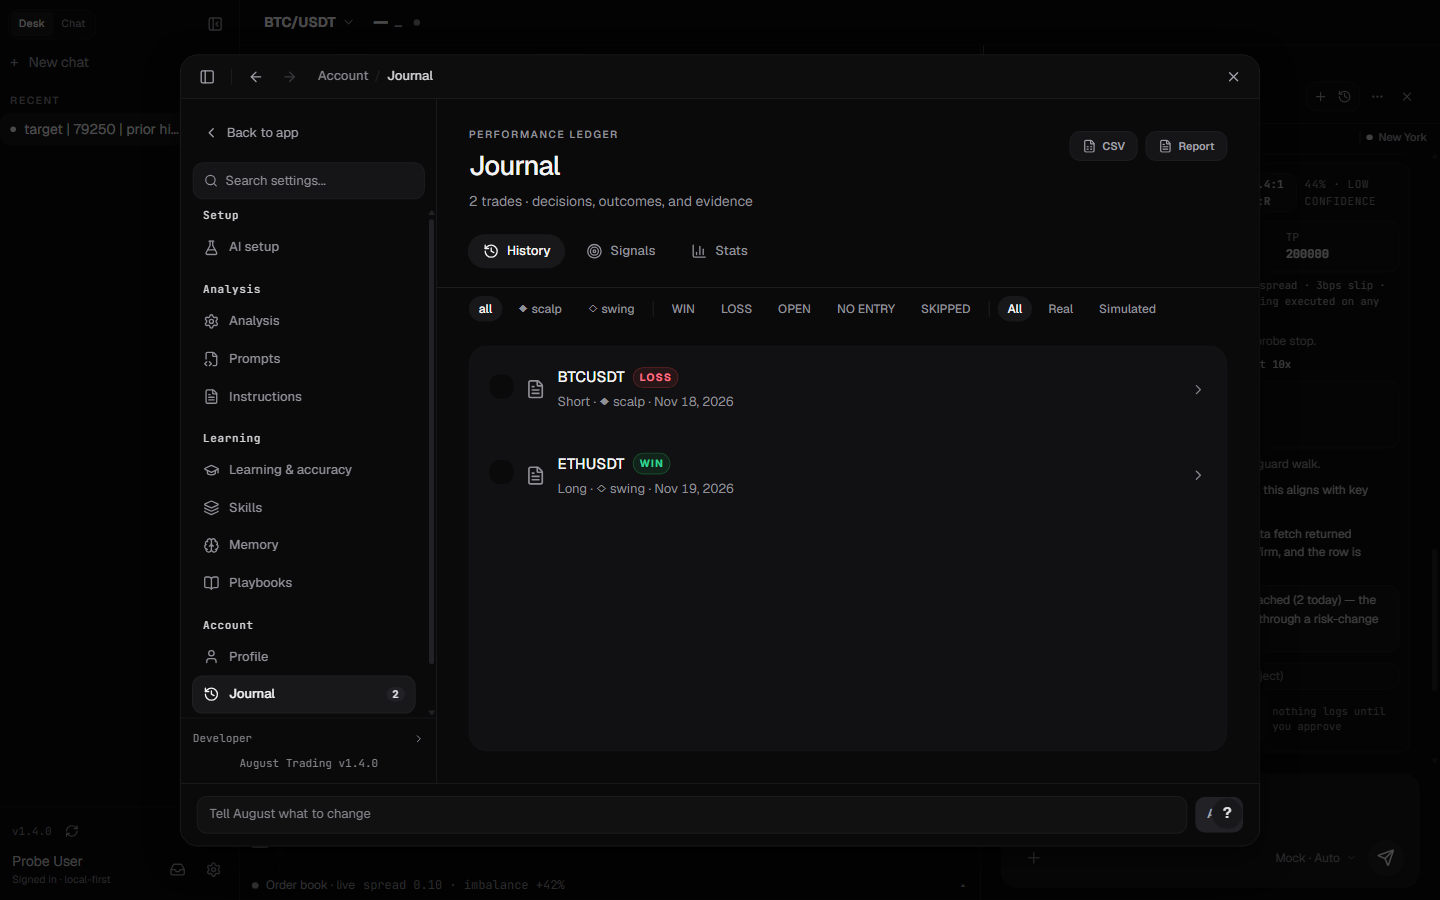 Desk Chat
BTC/USDT
New chat
RECENT
target | 79250 | prior hi...
Account / Journal
Back to app
Search settings...
Setup
AI setup
Analysis
Analysis
Prompts
Instructions
Learning
Learning & accuracy
Skills
Memory
Playbooks
Account
Profile
Journal 2
Developer
August Trading v1.4.0
PERFORMANCE LEDGER
Journal
2 trades · decisions, outcomes, and evidence
CSV Report
History Signals Stats
all ◆ scalp ◇ swing WIN LOSS OPEN NO ENTRY SKIPPED All Real Simulated
BTCUSDT LOSS
Short · ◆ scalp · Nov 18, 2026
ETHUSDT WIN
Long · ◇ swing · Nov 19, 2026
Tell August what to change
?
New York
.4:1 44% · LOW
:R CONFIDENCE
TP
200000
spread · 3bps slip ·
ing executed on any
probe stop.
t 10x
guard walk.
this aligns with key
ta fetch returned
firm, and the row is
ached (2 today) — the
through a risk-change
ject)
nothing logs until
you approve
Mock · Auto
v1.4.0
Probe User
Signed in · local-first
Order book · live spread 0.10 · imbalance +42%